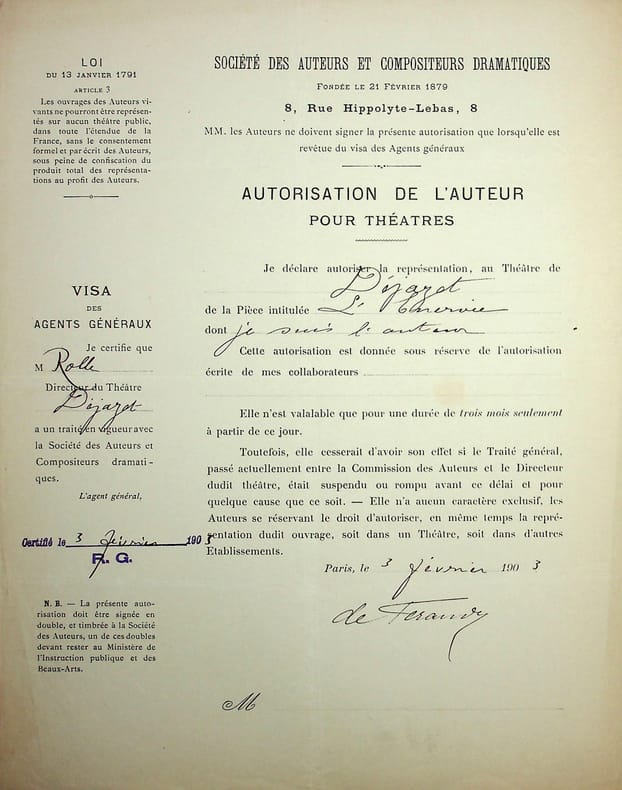 LOI
DU 13 JANVIER 1791
ARTICLE 3
Les ouvrages des Auteurs vi-
vants ne pourront être représen-
tés sur aucun théâtre public,
dans toute l'étendue de la
France, sans le consentement
formel et par écrit des Auteurs,
sous peine de confiscation du
produit total des représenta-
tions au profit des Auteurs.
VISA
DES
AGENTS GÉNÉRAUX
Je certifie que
M Rolle
Directeur du Théâtre
Déjazet
a un traité en vigueur avec
la Société des Auteurs et
Compositeurs dramati-
ques.
L'agent général,
Certifié le 3 février 1903
R. G.
N. B. — La présente auto-
risation doit être signée en
double, et timbrée à la Société
des Auteurs, un de ces doubles
devant rester au Ministère de
l'Instruction publique et des
Beaux-Arts.
SOCIÉTÉ DES AUTEURS ET COMPOSITEURS DRAMATIQUES
FONDÉE LE 21 FÉVRIER 1879
8, Rue Hippolyte-Lebas, 8
MM. les Auteurs ne doivent signer la présente autorisation que lorsqu'elle est
revêtue du visa des Agents généraux
AUTORISATION DE L'AUTEUR
POUR THÉATRES
Je déclare autoriser la représentation, au Théâtre de
Déjazet
de la Pièce intitulée L'Enervée
dont je suis l'auteur
Cette autorisation est donnée sous réserve de l'autorisation
écrite de mes collaborateurs
Elle n'est valalable que pour une durée de trois mois seulement
à partir de ce jour.
Toutefois, elle cesserait d'avoir son effet si le Traité général,
passé actuellement entre la Commission des Auteurs et le Directeur
dudit théâtre, était suspendu ou rompu avant ce délai et pour
quelque cause que ce soit. — Elle n'a aucun caractère exclusif, les
Auteurs se réservant le droit d'autoriser, en même temps la repré-
sentation dudit ouvrage, soit dans un Théâtre, soit dans d'autres
Etablissements.
Paris, le 3 février 1903
de Feraudy
M